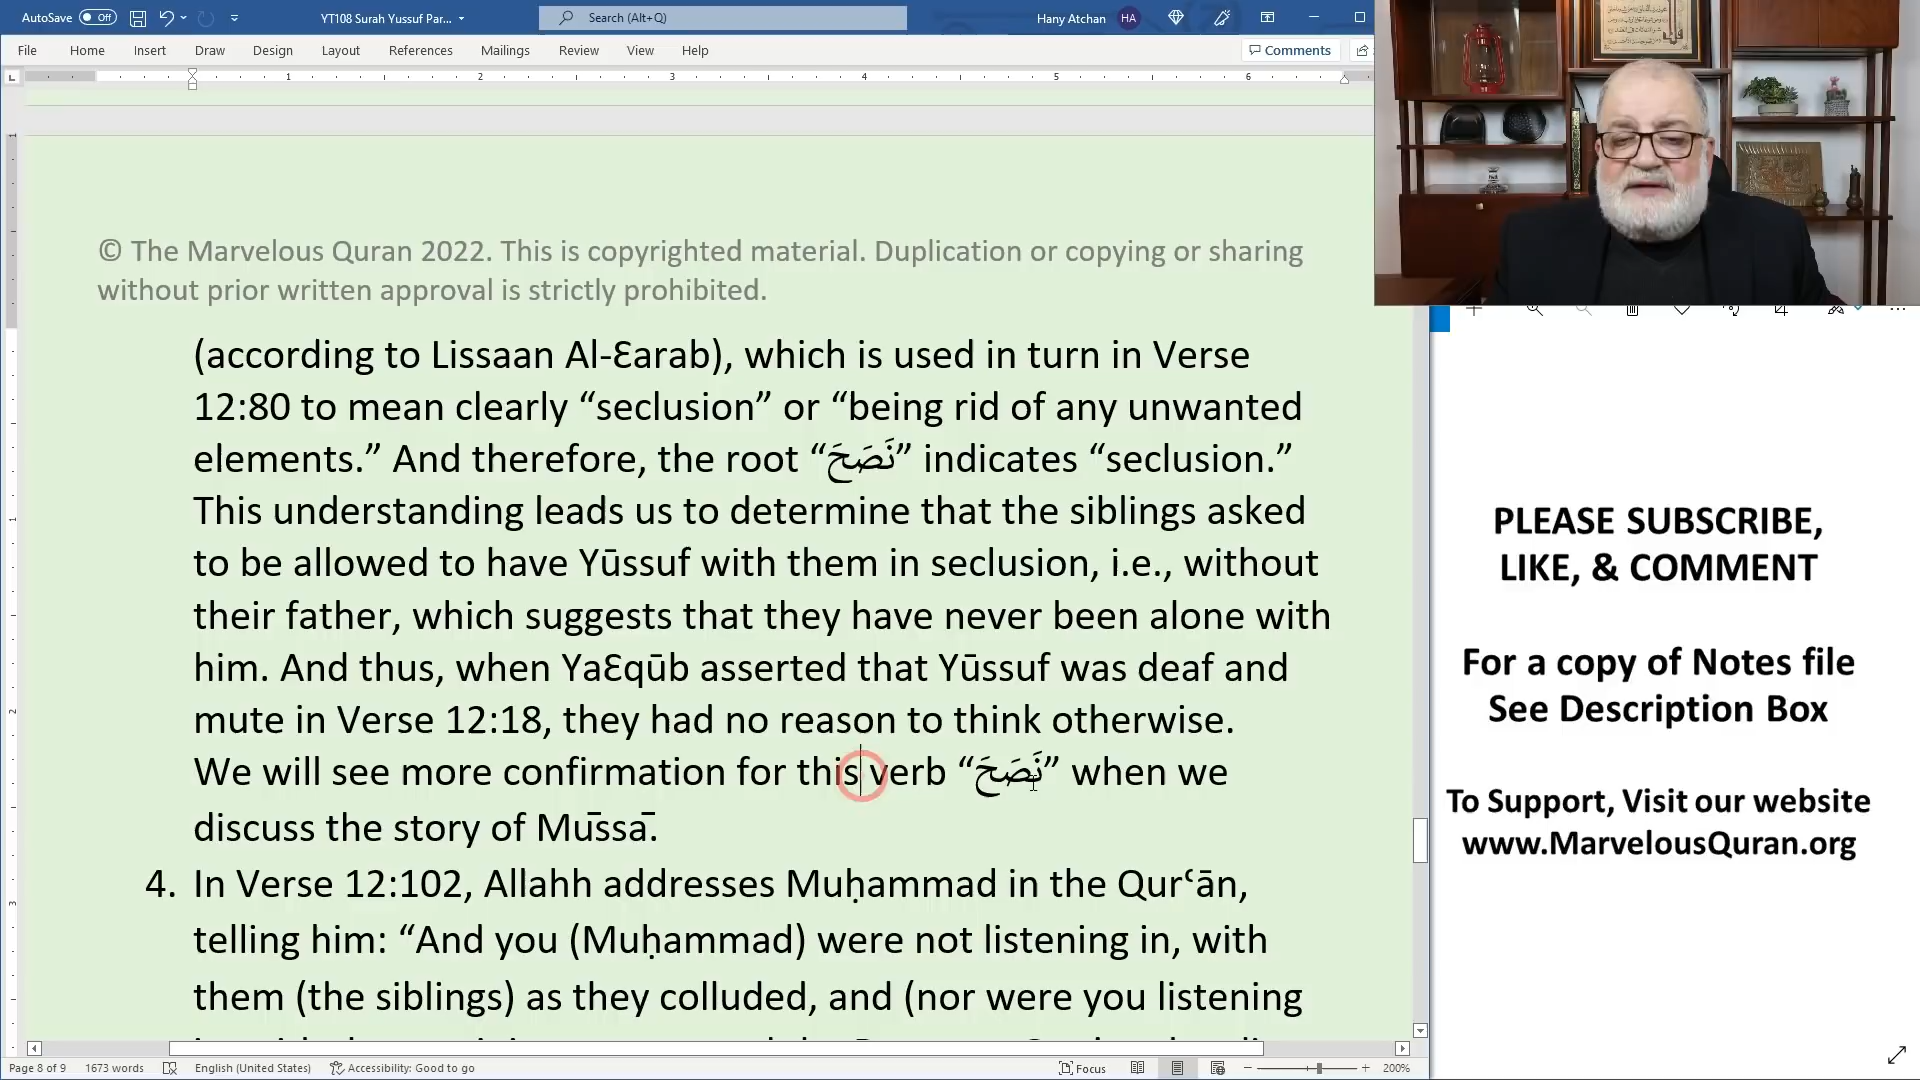 AutoSave Off
YT108 Surah Yussuf Par...
Search (Alt+Q)
Hany Atchan HA
File Home Insert Draw Design Layout References Mailings Review View Help
Comments
1 2 3 4 5 6
© The Marvelous Quran 2022. This is copyrighted material. Duplication or copying or sharing
without prior written approval is strictly prohibited.
(according to Lissaan Al-Ɛarab), which is used in turn in Verse
12:80 to mean clearly “seclusion” or “being rid of any unwanted
elements.” And therefore, the root “نَصَحَ” indicates “seclusion.”
This understanding leads us to determine that the siblings asked
to be allowed to have Yūssuf with them in seclusion, i.e., without
their father, which suggests that they have never been alone with
him. And thus, when YaƐqūb asserted that Yūssuf was deaf and
mute in Verse 12:18, they had no reason to think otherwise.
We will see more confirmation for this verb “نَصَحَ” when we
discuss the story of Mūssā.
4. In Verse 12:102, Allahh addresses Muḥammad in the Qurʿān,
telling him: “And you (Muḥammad) were not listening in, with
them (the siblings) as they colluded, and (nor were you listening
PLEASE SUBSCRIBE,
LIKE, & COMMENT
For a copy of Notes file
See Description Box
To Support, Visit our website
www.MarvelousQuran.org
Page 8 of 9 1673 words English (United States) Accessibility: Good to go Focus 200%